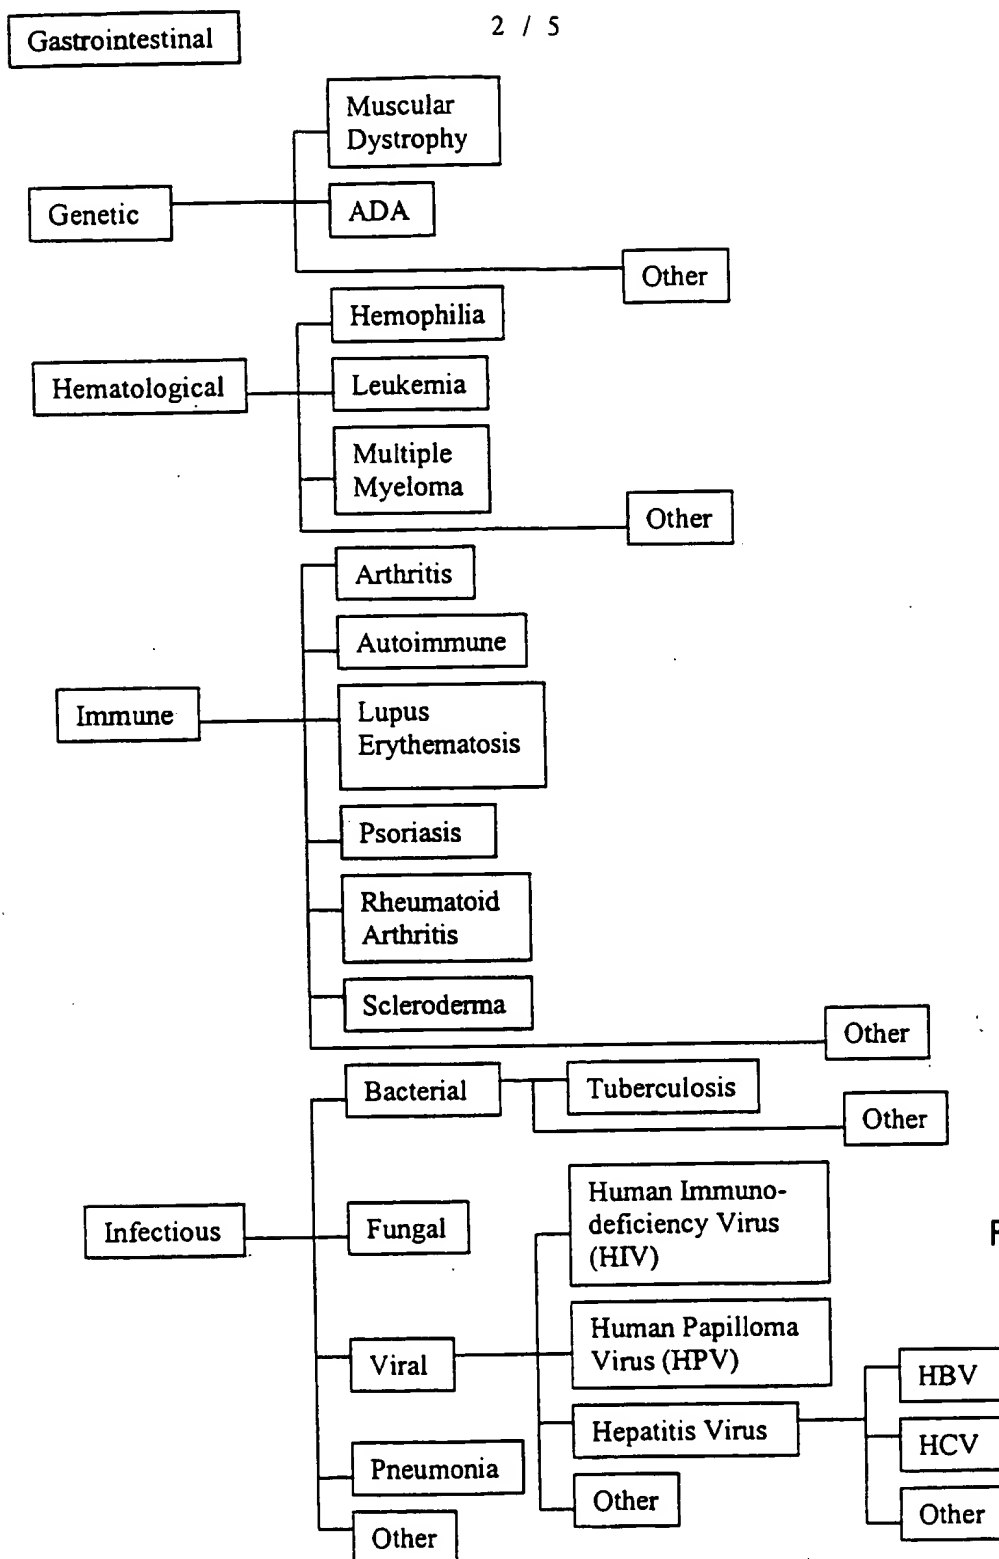 2 / 5
Gastrointestinal
Muscular
Dystrophy
Genetic
ADA
Other
Hemophilia
Hematological
Leukemia
Multiple
Myeloma
Other
Arthritis
Autoimmune
Immune
Lupus
Erythematosis
Psoriasis
Rheumatoid
Arthritis
Scleroderma
Other
Bacterial
Tuberculosis
Other
Infectious
Fungal
Human Immuno-
deficiency Virus
(HIV)
Viral
Human Papilloma
Virus (HPV)
Hepatitis Virus
HBV
HCV
Other
Other
Pneumonia
Other